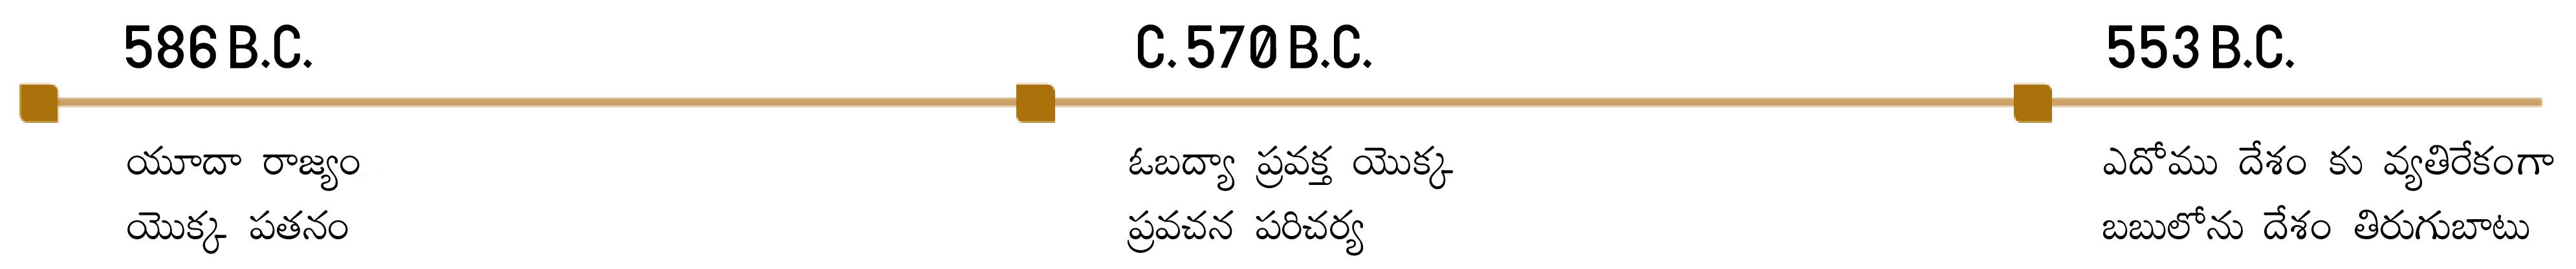 586 B.C.
యూదా రాజ్యం
యొక్క పతనం
C. 570 B.C.
ఓబద్యా ప్రవక్త యొక్క
ప్రవచన పరిచర్య
553 B.C.
ఎదోము దేశం కు వ్యతిరేకంగా
బబులోను దేశం తిరుగుబాటు